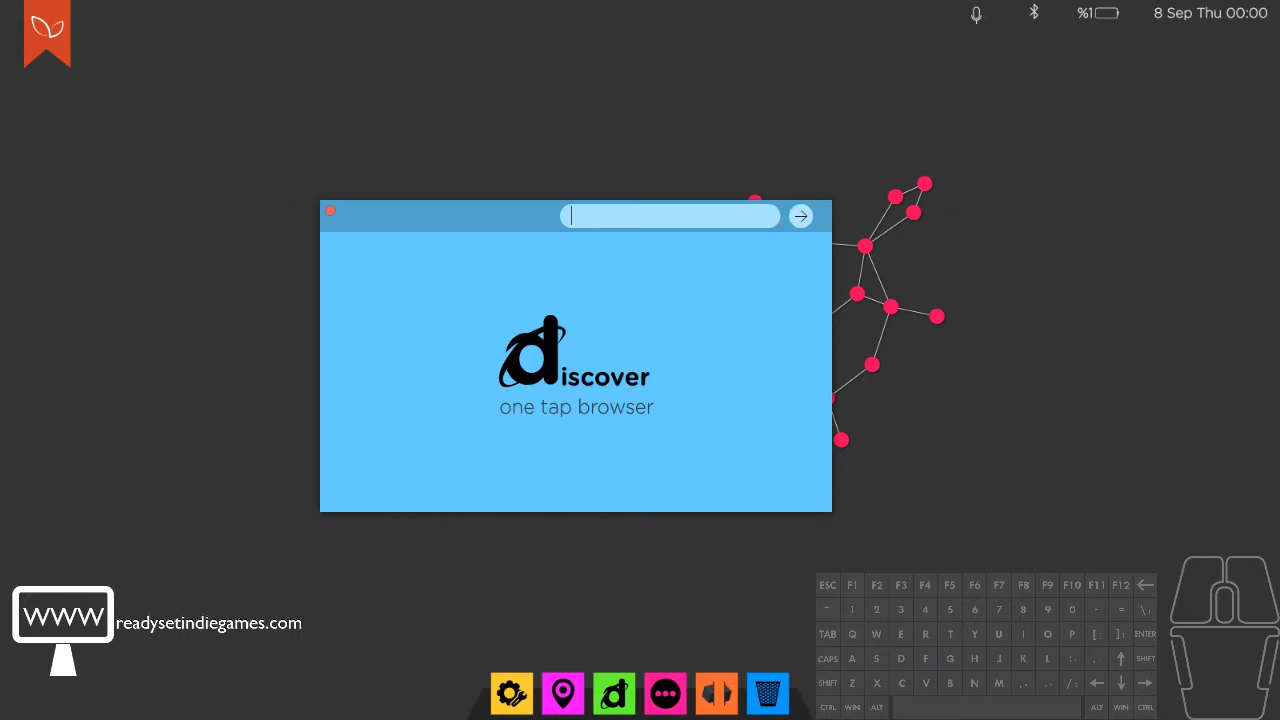 %1 8 Sep Thu 00:00
discover
one tap browser
WWW readysetindiegames.com
ESC F1 F2 F3 F4 F5 F6 F7 F8 F9 F10 F11 F12
1 2 3 4 5 6 7 8 9 0 - = \
TAB Q W E R T Y U I O P [ ]
ENTER
CAPS A S D F G H J K L
SHIFT
SHIFT Z X C V B N M
CTRL WIN ALT ALT WIN CTRL